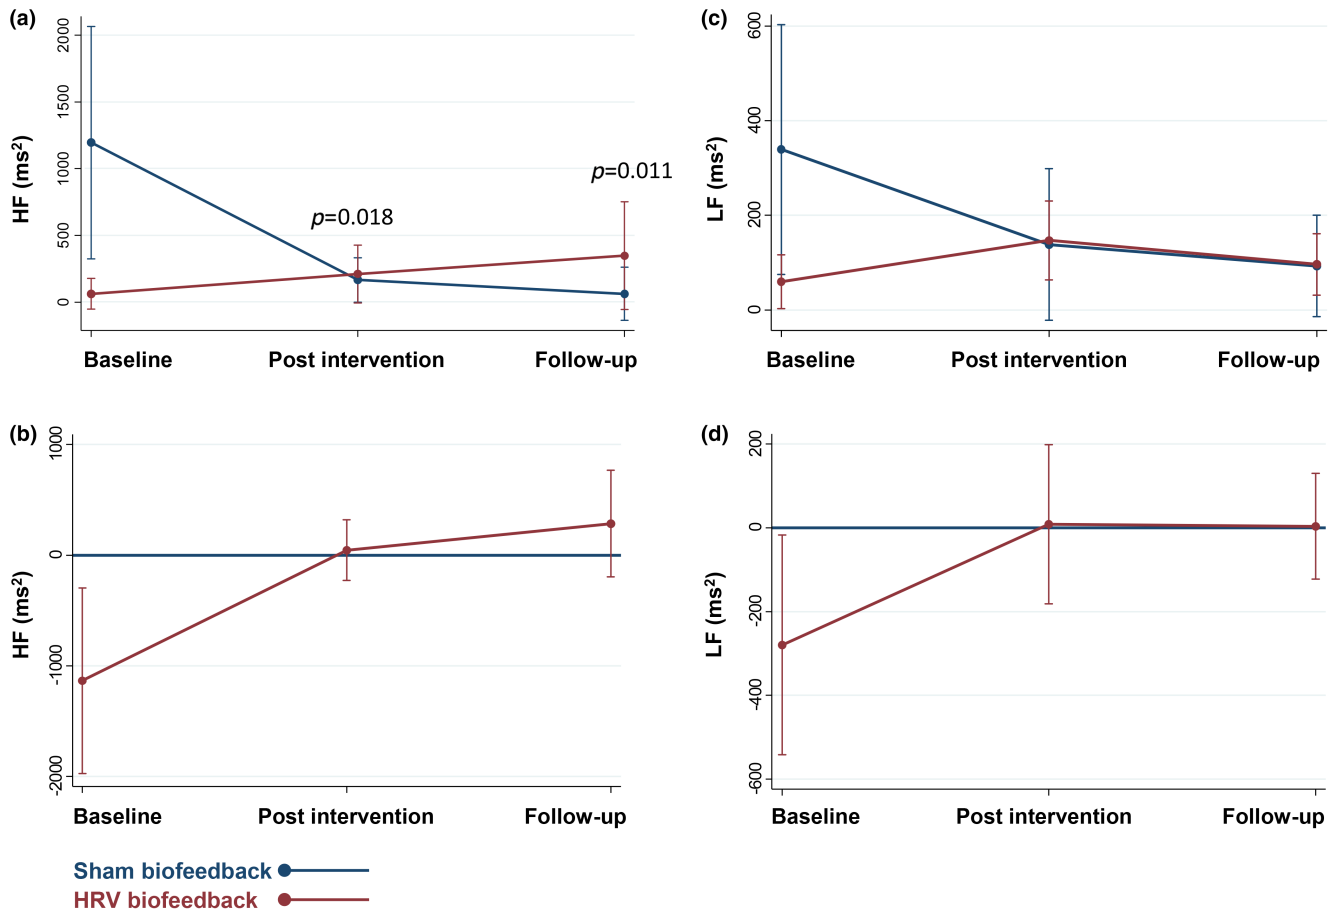 (a)
HF (ms²)
2000
1500
1000
500
0
p=0.018
p=0.011
Baseline
Post intervention
Follow-up
(c)
LF (ms²)
600
400
200
0
Baseline
Post intervention
Follow-up
(b)
HF (ms²)
1000
0
-1000
-2000
Baseline
Post intervention
Follow-up
(d)
LF (ms²)
200
0
-200
-400
-600
Baseline
Post intervention
Follow-up
Sham biofeedback
HRV biofeedback